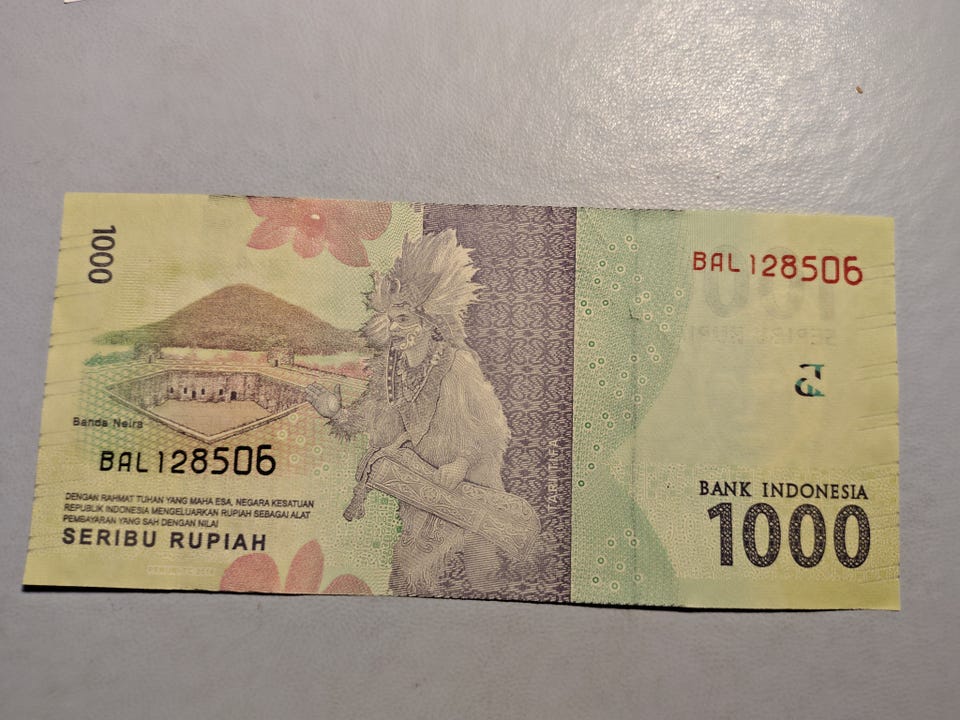 1000
BAL128506
Banda Neira
BAL128506
DENGAN RAHMAT TUHAN YANG MAHA ESA, NEGARA KESATUAN
REPUBLIK INDONESIA MENGELUARKAN RUPIAH SEBAGAI ALAT
PEMBAYARAN YANG SAH DENGAN NILAI
SERIBU RUPIAH
TARI TIFA
BANK INDONESIA
1000